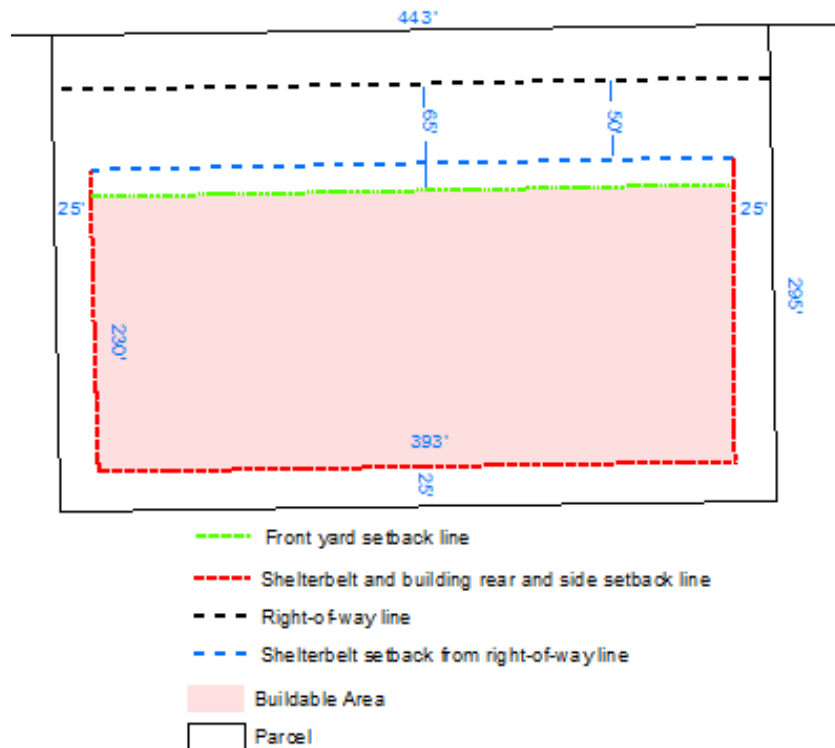 443'
65'
50'
25'
25'
295'
230'
393'
25'
Front yard setback line
Shelterbelt and building rear and side setback line
Right-of-way line
Shelterbelt setback from right-of-way line
Buildable Area
Parcel